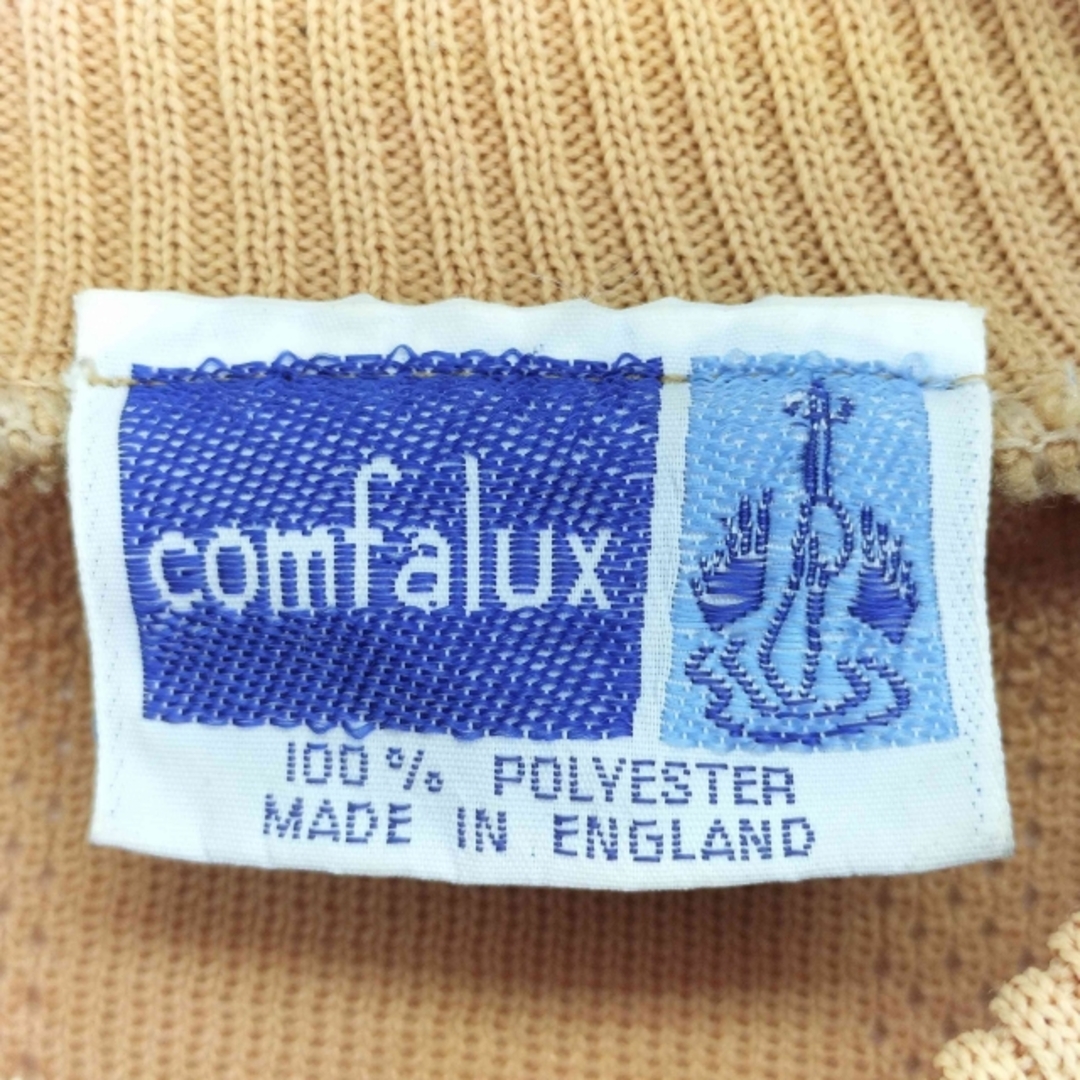 comfalux
100% POLYESTER
MADE IN ENGLAND